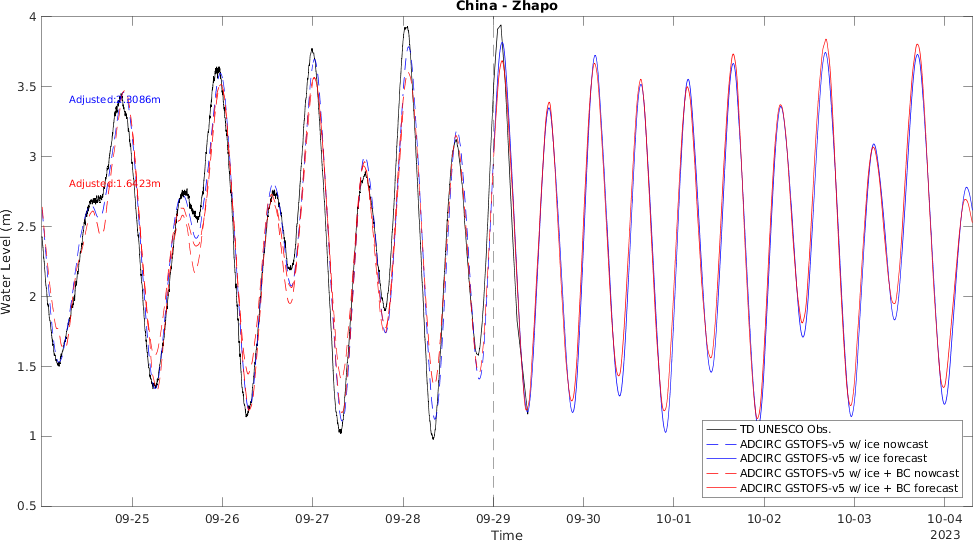 China - Zhapo
4
3.5
3
2.5
2
1.5
1
0.5
Water Level (m)
Adjusted:1.6423m
09-25
09-26
09-27
09-28
09-29
09-30
10-01
10-02
10-03
10-04
Time
2023
TD UNESCO Obs.
ADCIRC GSTOFS-v5 w/ ice nowcast
ADCIRC GSTOFS-v5 w/ ice forecast
ADCIRC GSTOFS-v5 w/ ice + BC nowcast
ADCIRC GSTOFS-v5 w/ ice + BC forecast